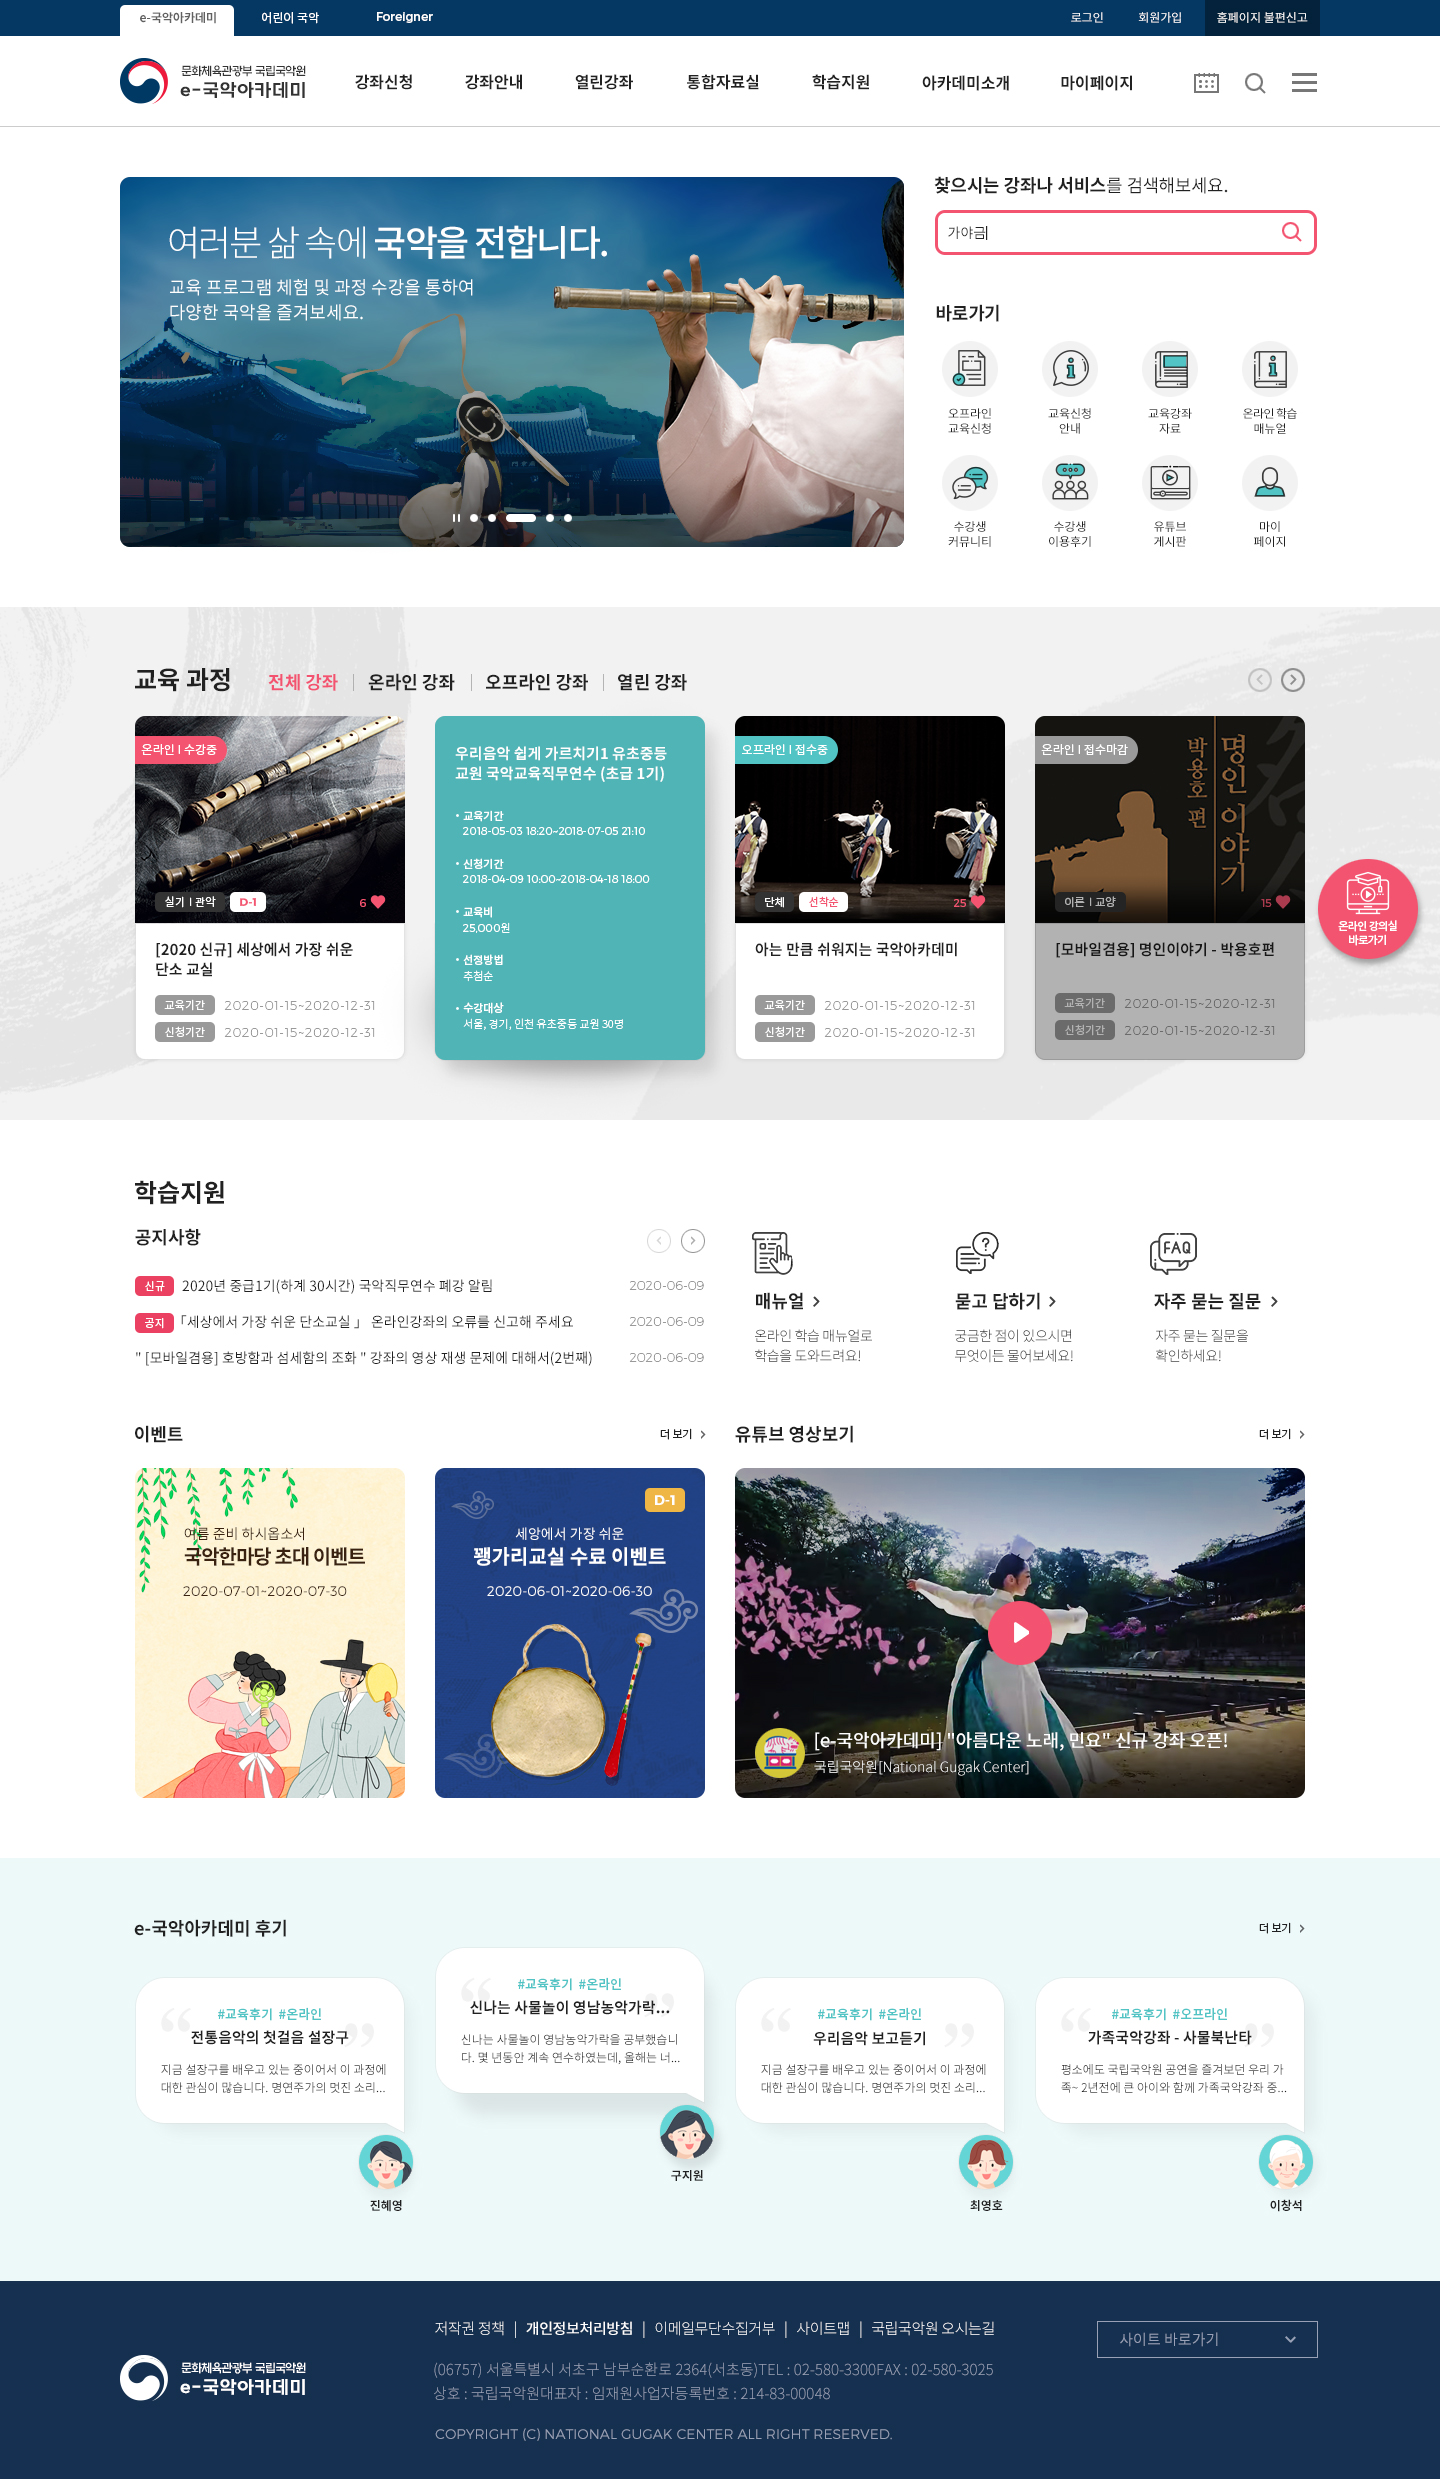 e-국악아카데미
어린이 국악
Foreigner
로그인
회원가입
홈페이지 불편신고
문화체육관광부 국립국악원
e-국악아카데미
강좌신청
강좌안내
열린강좌
통합자료실
학습지원
아카데미소개
마이페이지
여러분 삶 속에 국악을 전합니다.
교육 프로그램 체험 및 과정 수강을 통하여
다양한 국악을 즐겨보세요.
찾으시는 강좌나 서비스를 검색해보세요.
가야금
바로가기
오프라인
교육신청
교육신청
안내
교육강좌
자료
온라인 학습
매뉴얼
수강생
커뮤니티
수강생
이용후기
유튜브
게시판
마이
페이지
교육 과정
전체 강좌 | 온라인 강좌 | 오프라인 강좌 | 열린 강좌
온라인 | 수강중
실기 | 관악
D-1
6
[2020 신규] 세상에서 가장 쉬운
단소 교실
교육기간 2020-01-15~2020-12-31
신청기간 2020-01-15~2020-12-31
우리음악 쉽게 가르치기1 유초중등
교원 국악교육직무연수 (초급 1기)
• 교육기간
2018-05-03 18:20~2018-07-05 21:10
• 신청기간
2018-04-09 10:00~2018-04-18 18:00
• 교육비
25,000원
• 선정방법
추첨순
• 수강대상
서울, 경기, 인천 유초중등 교원 30명
오프라인 | 접수중
단체
선착순
25
아는 만큼 쉬워지는 국악아카데미
교육기간 2020-01-15~2020-12-31
신청기간 2020-01-15~2020-12-31
온라인 | 접수마감
명인 이야기
박용호 편
이론 | 교양
15
[모바일겸용] 명인이야기 - 박용호편
교육기간 2020-01-15~2020-12-31
신청기간 2020-01-15~2020-12-31
온라인 강의실
바로가기
학습지원
공지사항
신규 2020년 중급1기(하계 30시간) 국악직무연수 폐강 알림 2020-06-09
공지 「세상에서 가장 쉬운 단소교실 」 온라인강좌의 오류를 신고해 주세요 2020-06-09
" [모바일겸용] 호방함과 섬세함의 조화 " 강좌의 영상 재생 문제에 대해서(2번째) 2020-06-09
매뉴얼
온라인 학습 매뉴얼로
학습을 도와드려요!
묻고 답하기
궁금한 점이 있으시면
무엇이든 물어보세요!
FAQ
자주 묻는 질문
자주 묻는 질문을
확인하세요!
이벤트
더 보기
여름 준비 하시옵소서
국악한마당 초대 이벤트
2020-07-01~2020-07-30
D-1
세앙에서 가장 쉬운
꽹가리교실 수료 이벤트
2020-06-01~2020-06-30
유튜브 영상보기
더 보기
[e-국악아카데미] "아름다운 노래, 민요" 신규 강좌 오픈!
국립국악원[National Gugak Center]
e-국악아카데미 후기
더 보기
#교육후기 #온라인
전통음악의 첫걸음 설장구
지금 설장구를 배우고 있는 중이어서 이 과정에
대한 관심이 많습니다. 명연주가의 멋진 소리...
진혜영
#교육후기 #온라인
신나는 사물놀이 영남농악가락...
신나는 사물놀이 영남농악가락을 공부했습니
다. 몇 년동안 계속 연수하였는데, 올해는 너...
구지원
#교육후기 #온라인
우리음악 보고듣기
지금 설장구를 배우고 있는 중이어서 이 과정에
대한 관심이 많습니다. 명연주가의 멋진 소리...
최영호
#교육후기 #오프라인
가족국악강좌 - 사물북난타
평소에도 국립국악원 공연을 즐겨보던 우리 가
족~ 2년전에 큰 아이와 함께 가족국악강좌 중...
이창석
문화체육관광부 국립국악원
e-국악아카데미
저작권 정책 | 개인정보처리방침 | 이메일무단수집거부 | 사이트맵 | 국립국악원 오시는길
(06757) 서울특별시 서초구 남부순환로 2364(서초동)TEL : 02-580-3300FAX : 02-580-3025
상호 : 국립국악원대표자 : 임재원사업자등록번호 : 214-83-00048
COPYRIGHT (C) NATIONAL GUGAK CENTER ALL RIGHT RESERVED.
사이트 바로가기